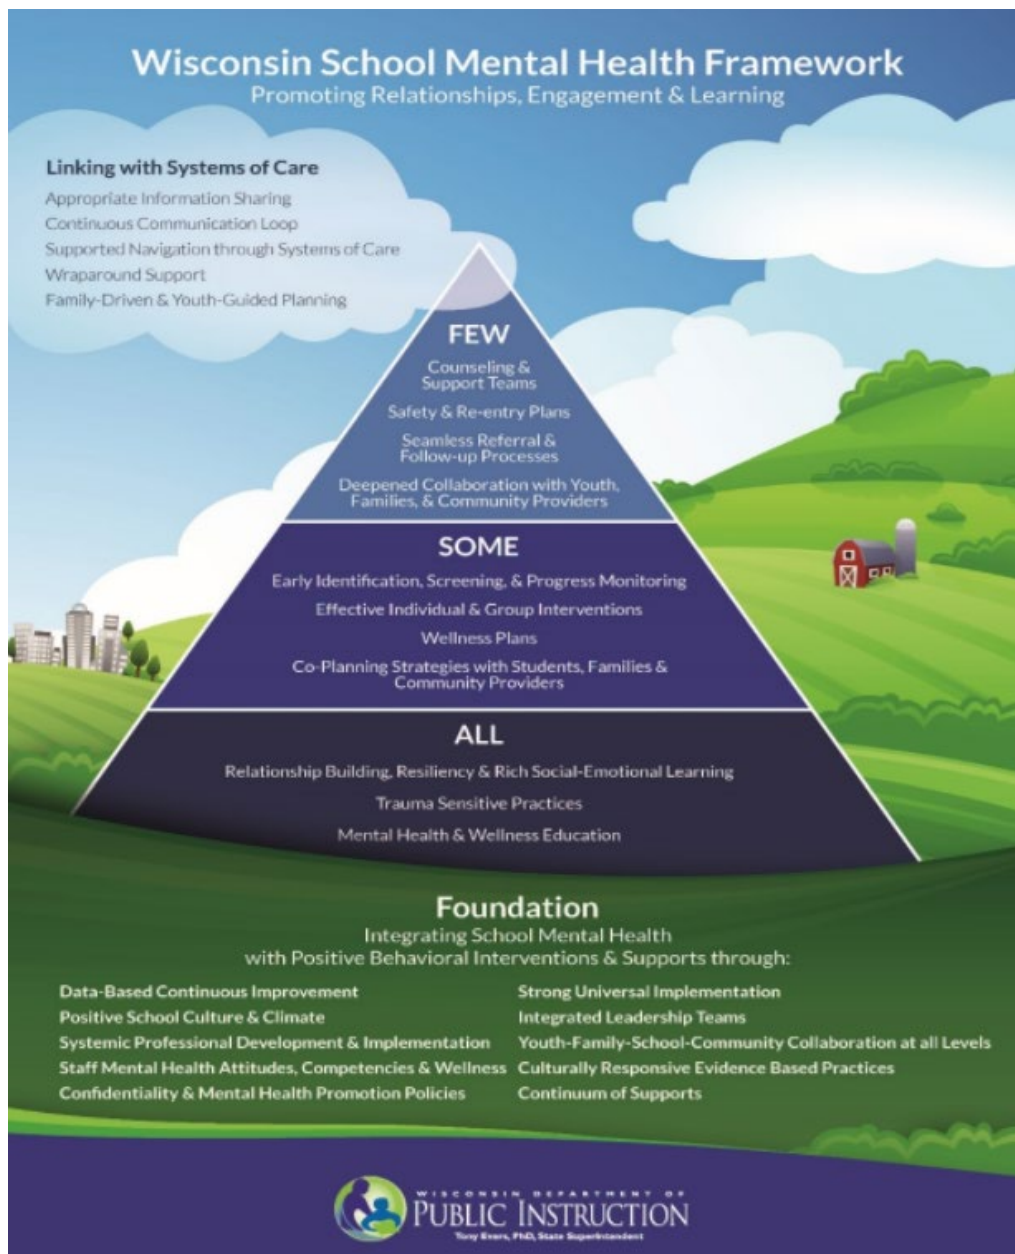 Wisconsin School Mental Health Framework
Promoting Relationships, Engagement & Learning
Linking with Systems of Care
Appropriate Information Sharing
Continuous Communication Loop
Supported Navigation through Systems of Care
Wraparound Support
Family-Driven & Youth-Guided Planning
FEW
Counseling &
Support Teams
Safety & Re-entry Plans
Seamless Referral &
Follow-up Processes
Deepened Collaboration with Youth,
Families, & Community Providers
SOME
Early Identification, Screening, & Progress Monitoring
Effective Individual & Group Interventions
Wellness Plans
Co-Planning Strategies with Students, Families &
Community Providers
ALL
Relationship Building, Resiliency & Rich Social-Emotional Learning
Trauma Sensitive Practices
Mental Health & Wellness Education
Foundation
Integrating School Mental Health
with Positive Behavioral Interventions & Supports through:
Data-Based Continuous Improvement
Positive School Culture & Climate
Systemic Professional Development & Implementation
Staff Mental Health Attitudes, Competencies & Wellness
Confidentiality & Mental Health Promotion Policies
Strong Universal Implementation
Integrated Leadership Teams
Youth-Family-School-Community Collaboration at all Levels
Culturally Responsive Evidence Based Practices
Continuum of Supports
WISCONSIN DEPARTMENT OF
PUBLIC INSTRUCTION
Tony Evers, PhD, State Superintendent